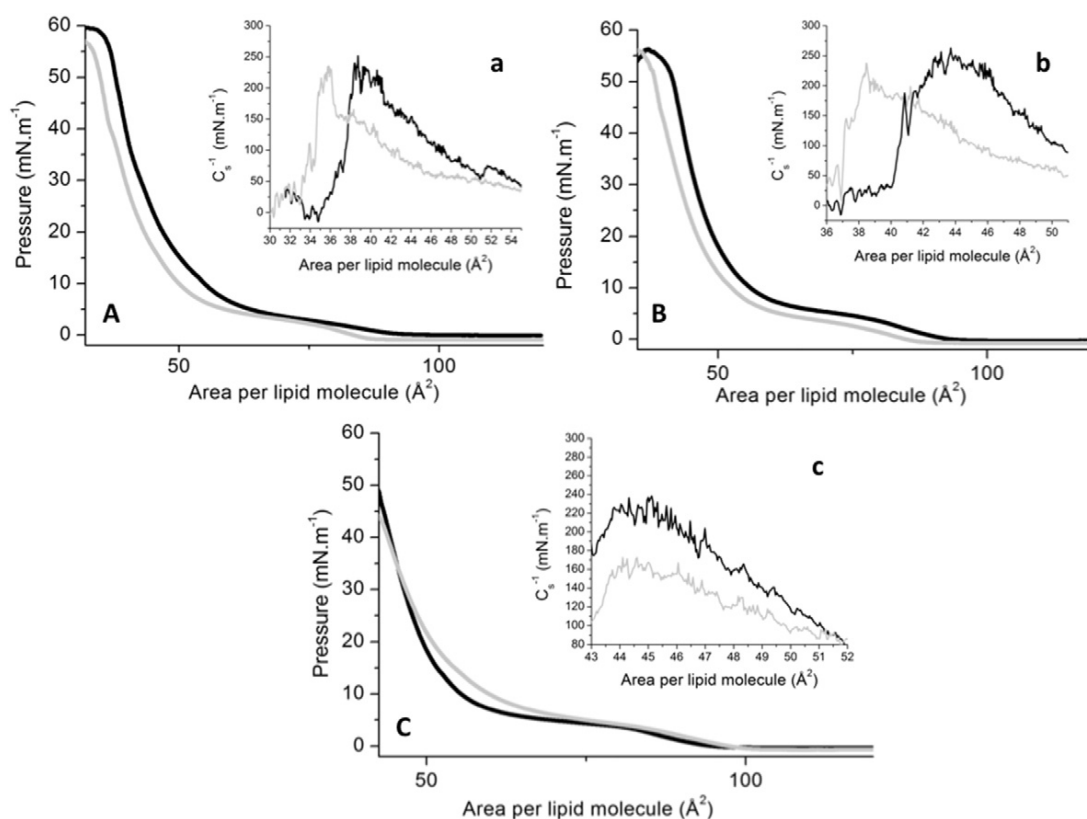 60
50
40
30
20
10
0
Pressure (mN.m⁻¹)
A
50
100
Area per lipid molecule (Å²)
300
250
200
150
100
50
0
Cₛ⁻¹ (mN.m⁻¹)
a
30 32 34 36 38 40 42 44 46 48 50 52 54
Area per lipid molecule (Å²)
60
50
40
30
20
10
0
Pressure (mN.m⁻¹)
B
50
100
Area per lipid molecule (Å²)
300
250
200
150
100
50
0
Cₛ⁻¹ (mN.m⁻¹)
b
36 38 40 42 44 46 48 50
Area per lipid molecule (Å²)
60
50
40
30
20
10
0
Pressure (mN.m⁻¹)
C
50
100
Area per lipid molecule (Å²)
300
280
260
240
220
200
180
160
140
120
100
80
Cₛ⁻¹ (mN.m⁻¹)
c
43 44 45 46 47 48 49 50 51 52
Area per lipid molecule (Å²)